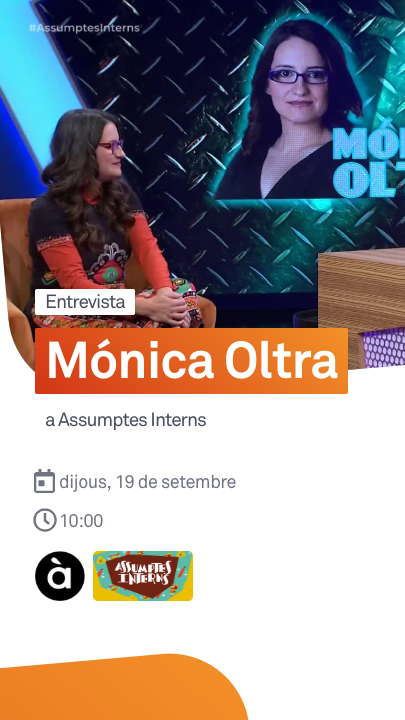 #AssumptesInterns
MÓ
OLT
Entrevista
Mónica Oltra
a Assumptes Interns
dijous, 19 de setembre
10:00
à
ASSUMPTES
INTERNS